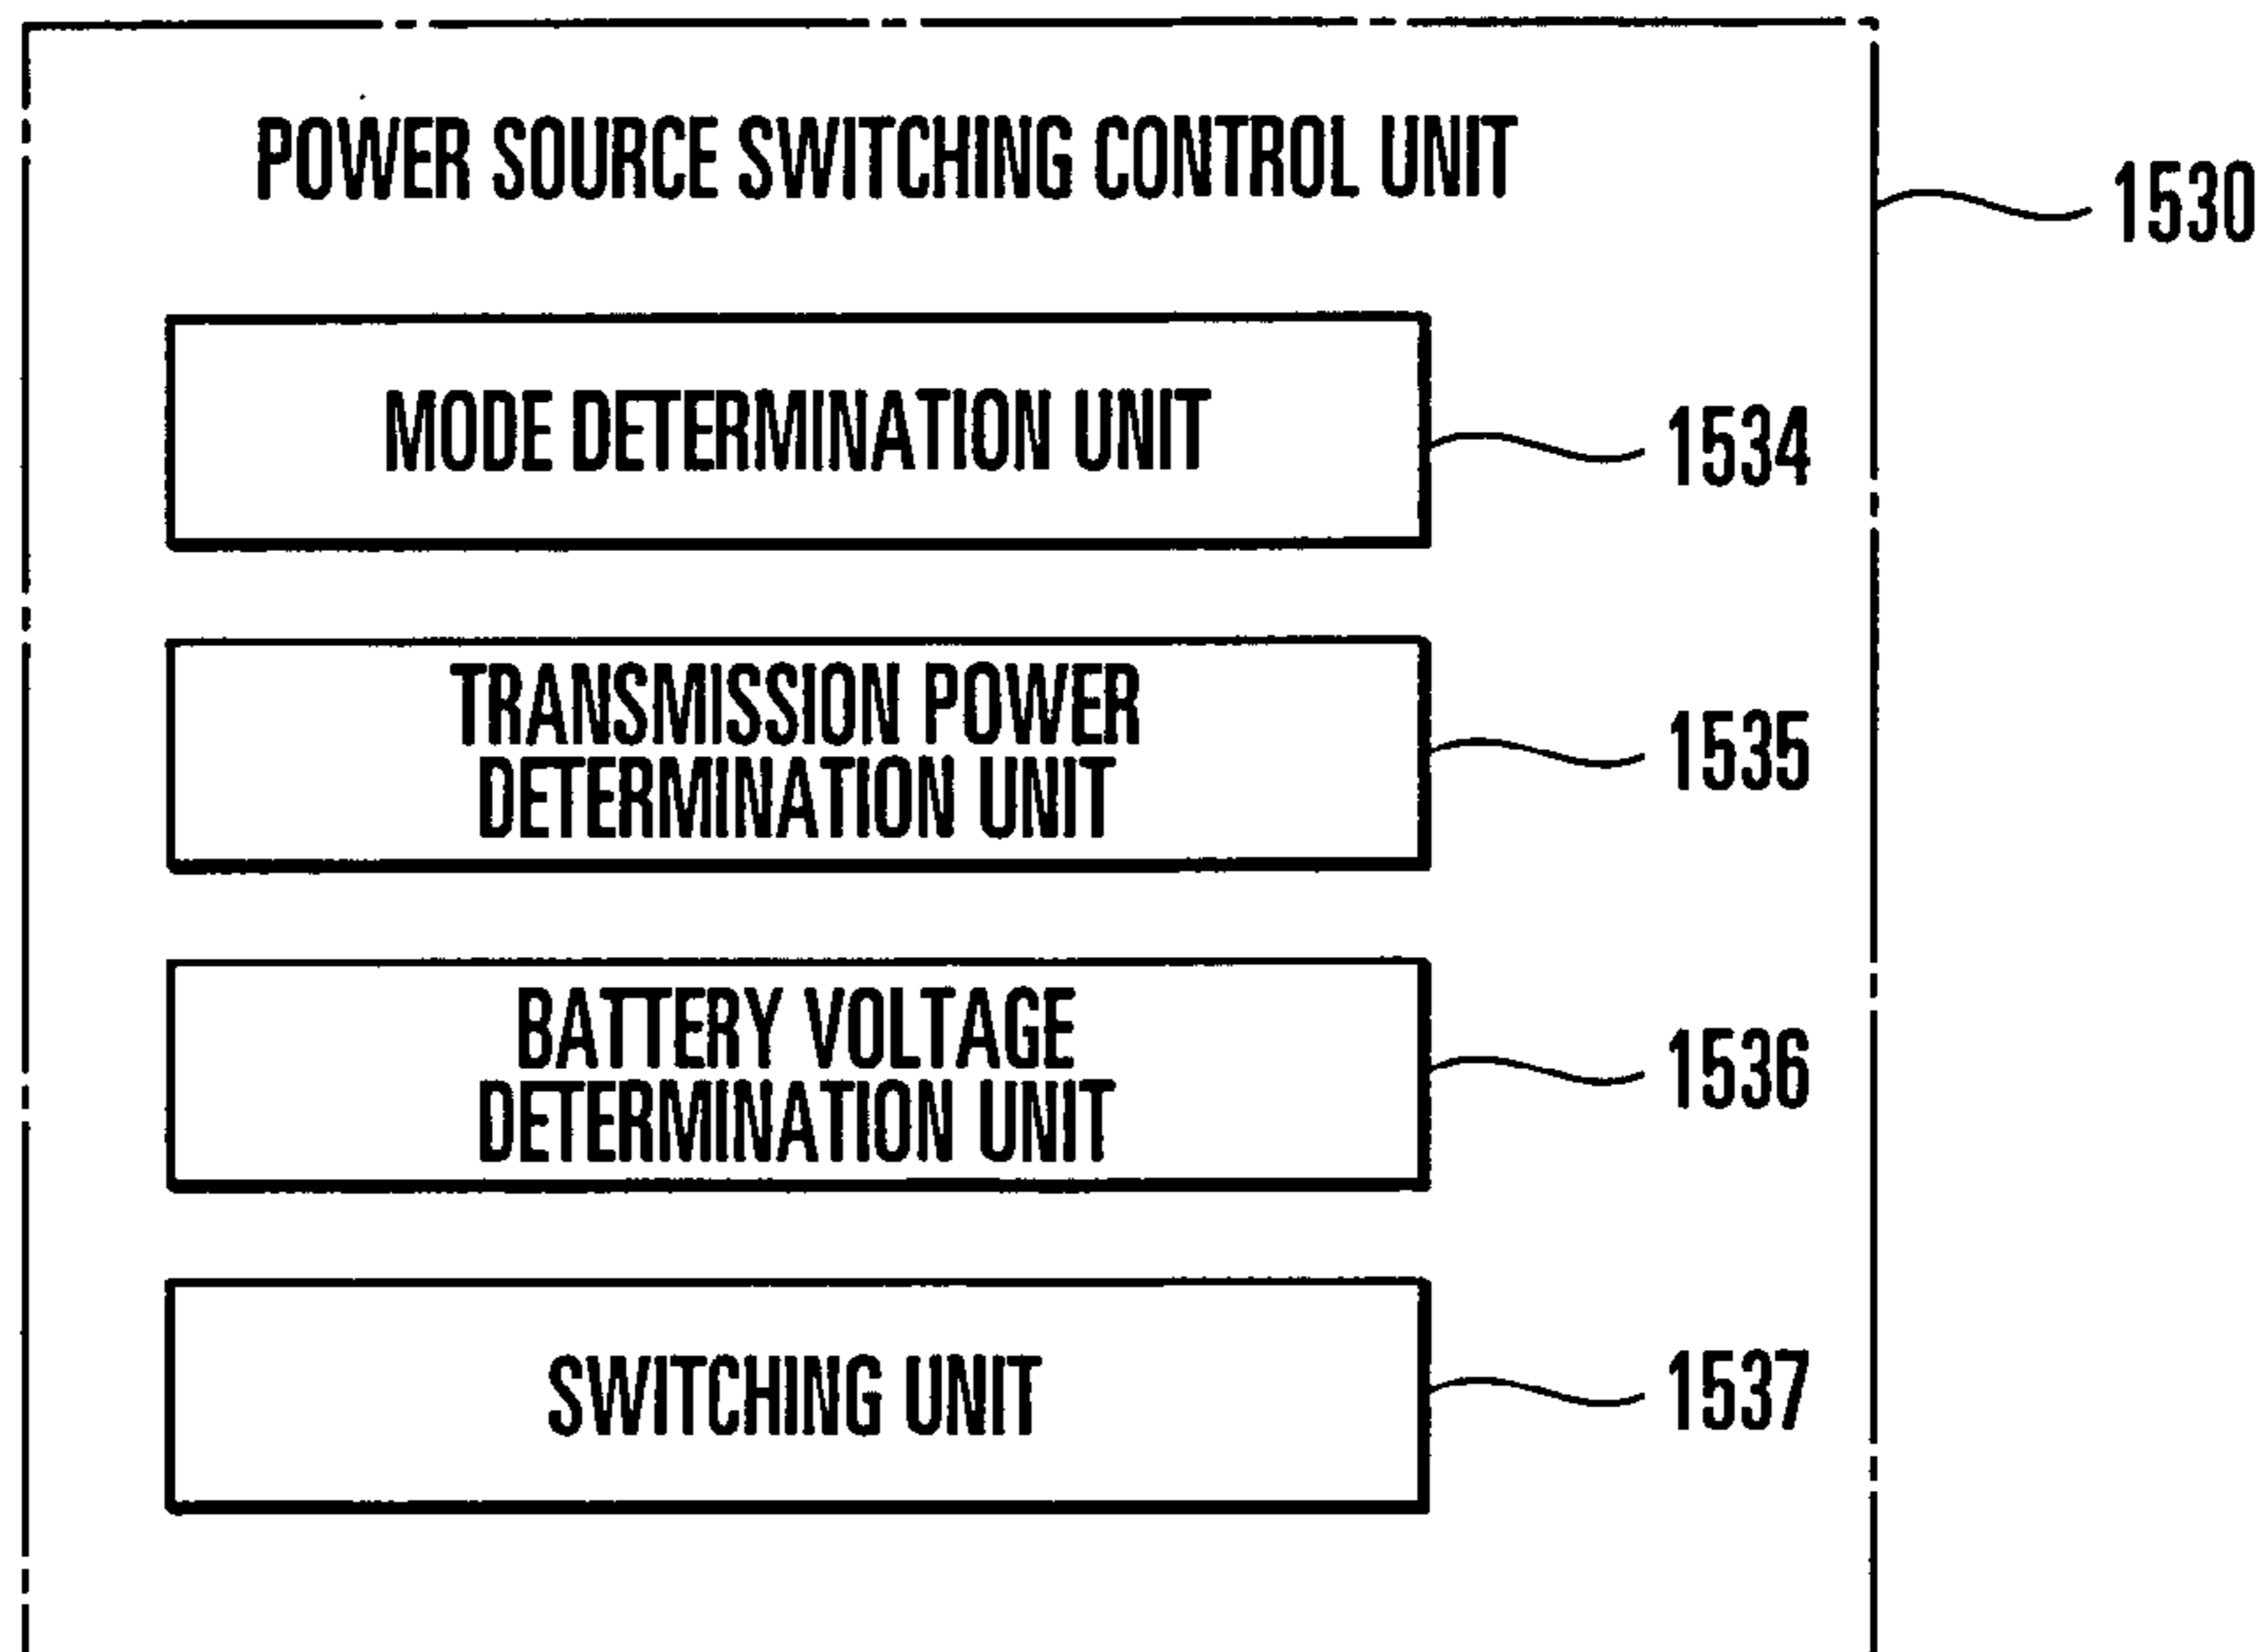 POWER SOURCE SWITCHING CONTROL UNIT
1530
MODE DETERMINATION UNIT
1534
TRANSMISSION POWER
DETERMINATION UNIT
1535
BATTERY VOLTAGE
DETERMINATION UNIT
1536
SWITCHING UNIT
1537